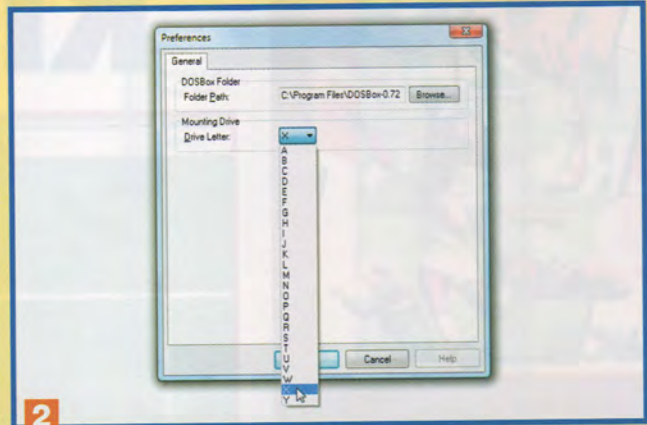 Preferences
General
DOSBox Folder
Folder Path: C:\Program Files\DOSBox-0.72 Browse...
Mounting Drive
Drive Letter: X
A
B
C
D
E
F
G
H
I
J
K
L
M
N
O
P
Q
R
S
T
U
V
W
X
Y
Cancel Help
2